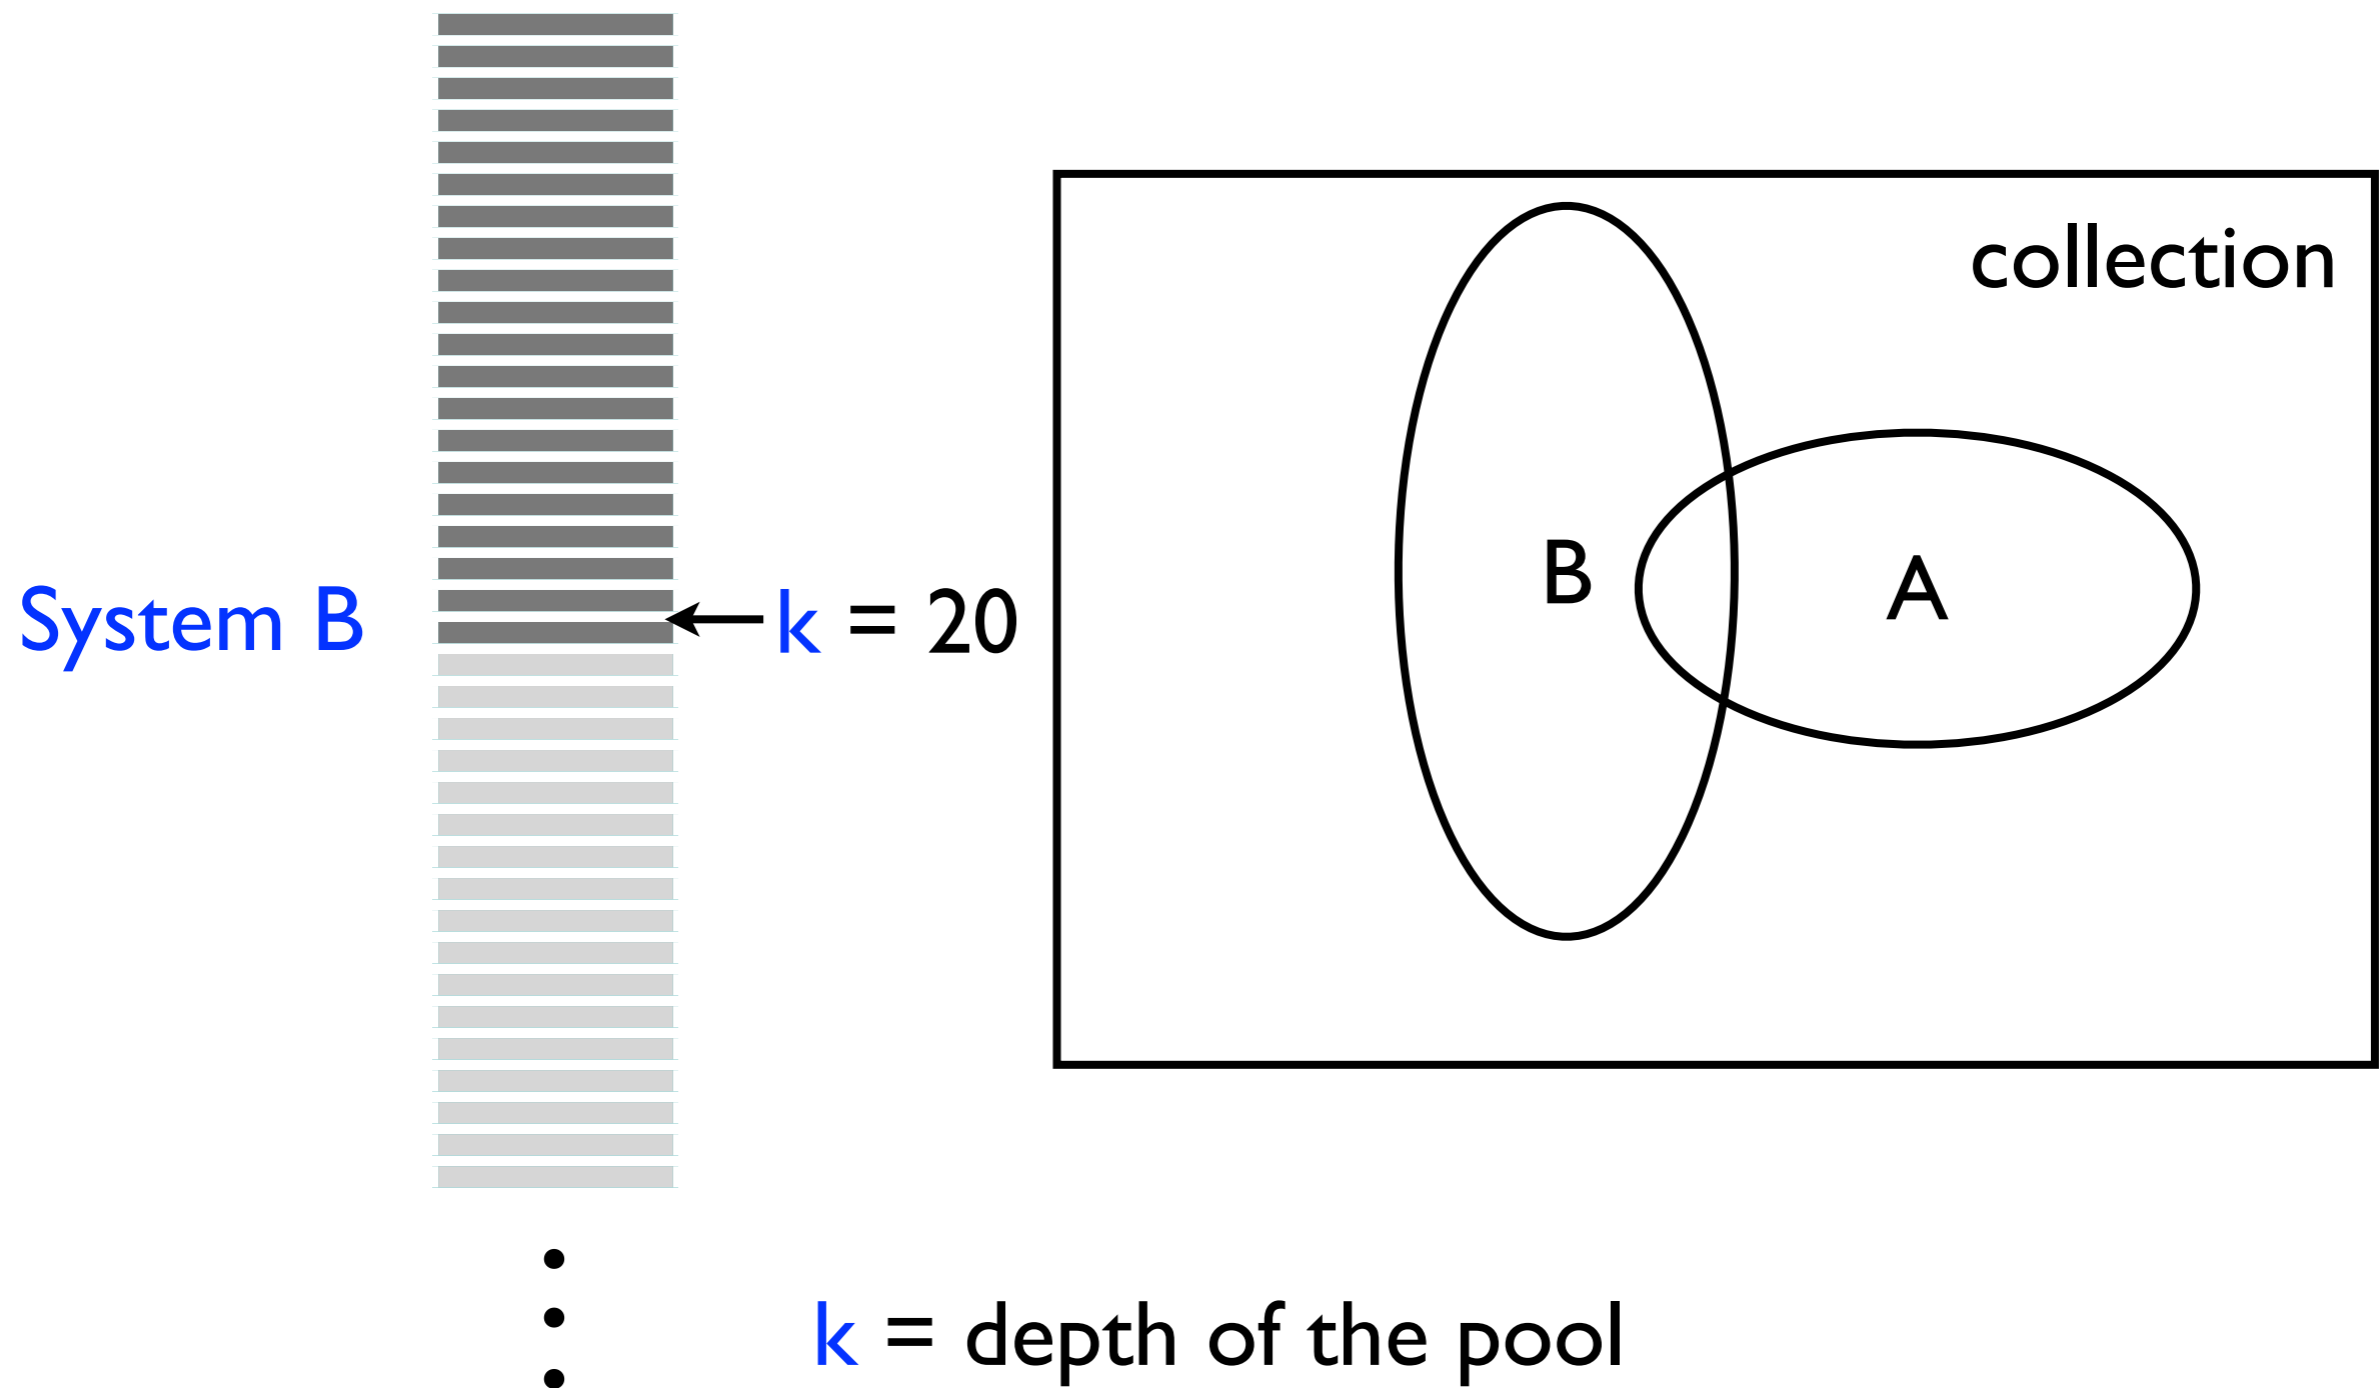 collection
B
A
System B
k = 20
k = depth of the pool